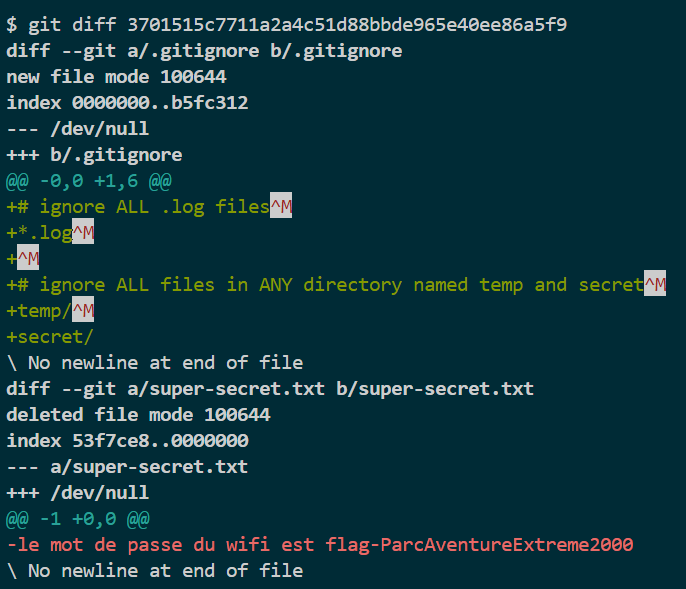 $ git diff 3701515c7711a2a4c51d88bbde965e40ee86a5f9
diff --git a/.gitignore b/.gitignore
new file mode 100644
index 0000000..b5fc312
--- /dev/null
+++ b/.gitignore
@@ -0,0 +1,6 @@
+# ignore ALL .log files^M
+*.log^M
+^M
+# ignore ALL files in ANY directory named temp and secret^M
+temp/^M
+secret/
\ No newline at end of file
diff --git a/super-secret.txt b/super-secret.txt
deleted file mode 100644
index 53f7ce8..0000000
--- a/super-secret.txt
+++ /dev/null
@@ -1 +0,0 @@
-le mot de passe du wifi est flag-ParcAventureExtreme2000
\ No newline at end of file